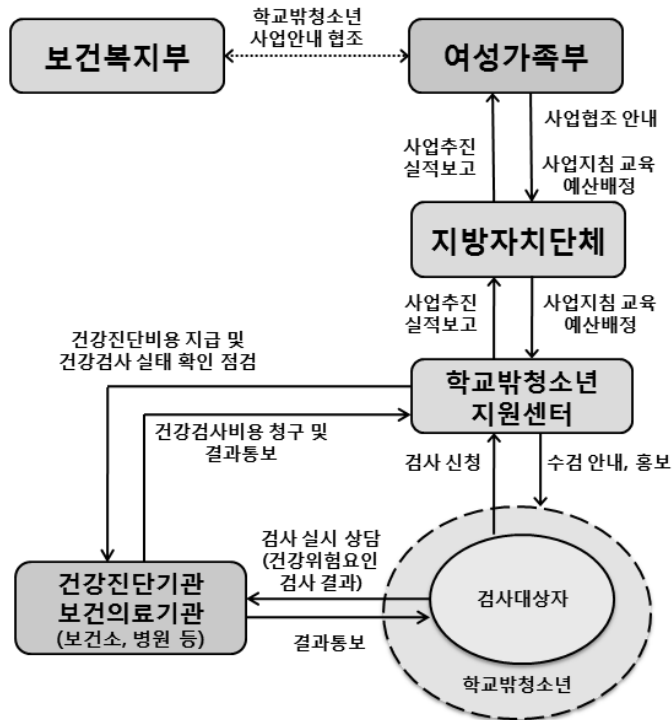 학교밖청소년
사업안내 협조
보건복지부
여성가족부
사업추진
실적보고
사업협조 안내
사업지침 교육
예산배정
지방자치단체
사업추진
실적보고
사업지침 교육
예산배정
건강진단비용 지급 및
건강검사 실태 확인 점검
학교밖청소년
지원센터
건강검사비용 청구 및
결과통보
검사 신청
수검 안내, 홍보
검사 실시 상담
(건강위험요인
검사 결과)
건강진단기관
보건의료기관
(보건소, 병원 등)
검사대상자
결과통보
학교밖청소년